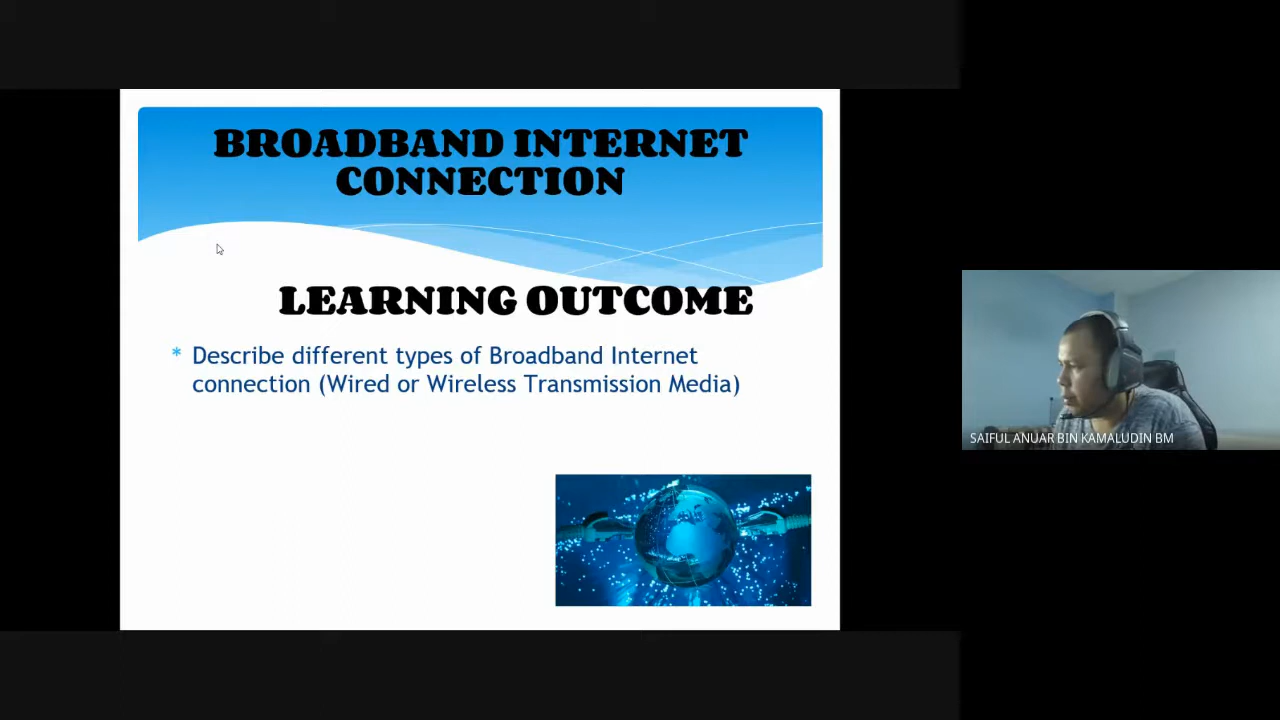 BROADBAND INTERNET
CONNECTION
LEARNING OUTCOME
* Describe different types of Broadband Internet
connection (Wired or Wireless Transmission Media)
SAIFUL ANUAR BIN KAMALUDIN BM